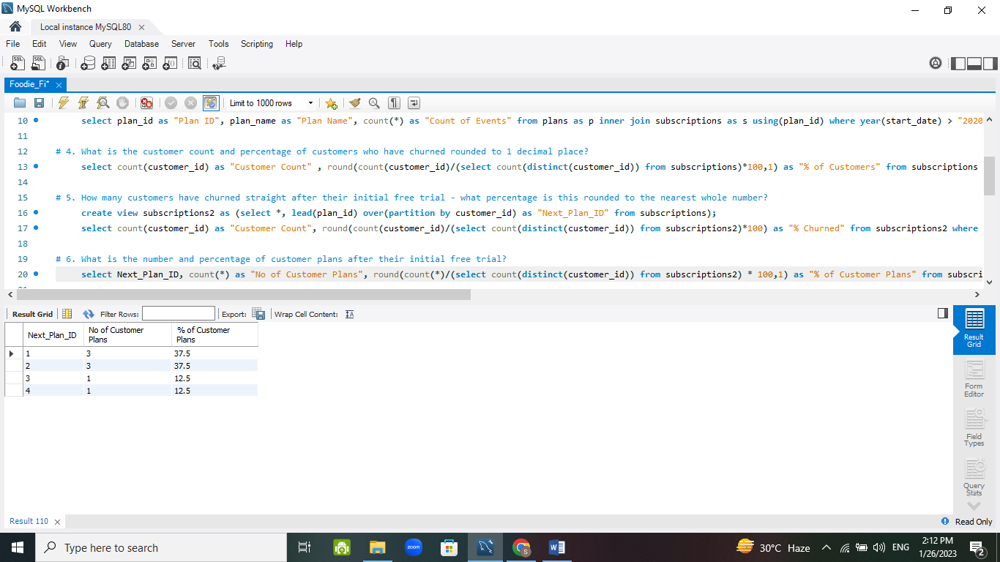 MySQL Workbench
Local instance MySQL80
File Edit View Query Database Server Tools Scripting Help
Foodie_Fi*
Limit to 1000 rows
10 select plan_id as "Plan ID", plan_name as "Plan Name", count(*) as "Count of Events" from plans as p inner join subscriptions as s using(plan_id) where year(start_date) > "2020
11
12 # 4. What is the customer count and percentage of customers who have churned rounded to 1 decimal place?
13 select count(customer_id) as "Customer Count" , round(count(customer_id)/(select count(distinct(customer_id)) from subscriptions)*100,1) as "% of Customers" from subscriptions
14
15 # 5. How many customers have churned straight after their initial free trial - what percentage is this rounded to the nearest whole number?
16 create view subscriptions2 as (select *, lead(plan_id) over(partition by customer_id) as "Next_Plan_ID" from subscriptions);
17 select count(customer_id) as "Customer Count", round(count(customer_id)/(select count(distinct(customer_id)) from subscriptions2)*100) as "% Churned" from subscriptions2 where
18
19 # 6. What is the number and percentage of customer plans after their initial free trial?
20 select Next_Plan_ID, count(*) as "No of Customer Plans", round(count(*)/(select count(distinct(customer_id)) from subscriptions2) * 100,1) as "% of Customer Plans" from subscri
Result Grid Filter Rows: Export: Wrap Cell Content:
Next_Plan_ID No of Customer Plans % of Customer Plans
1 3 37.5
2 3 37.5
3 1 12.5
4 1 12.5
Result Grid
Form Editor
Field Types
Query Stats
Result 110
Read Only
Type here to search
zoom
S
W
30°C Haze
ENG
2:12 PM
1/26/2023
2